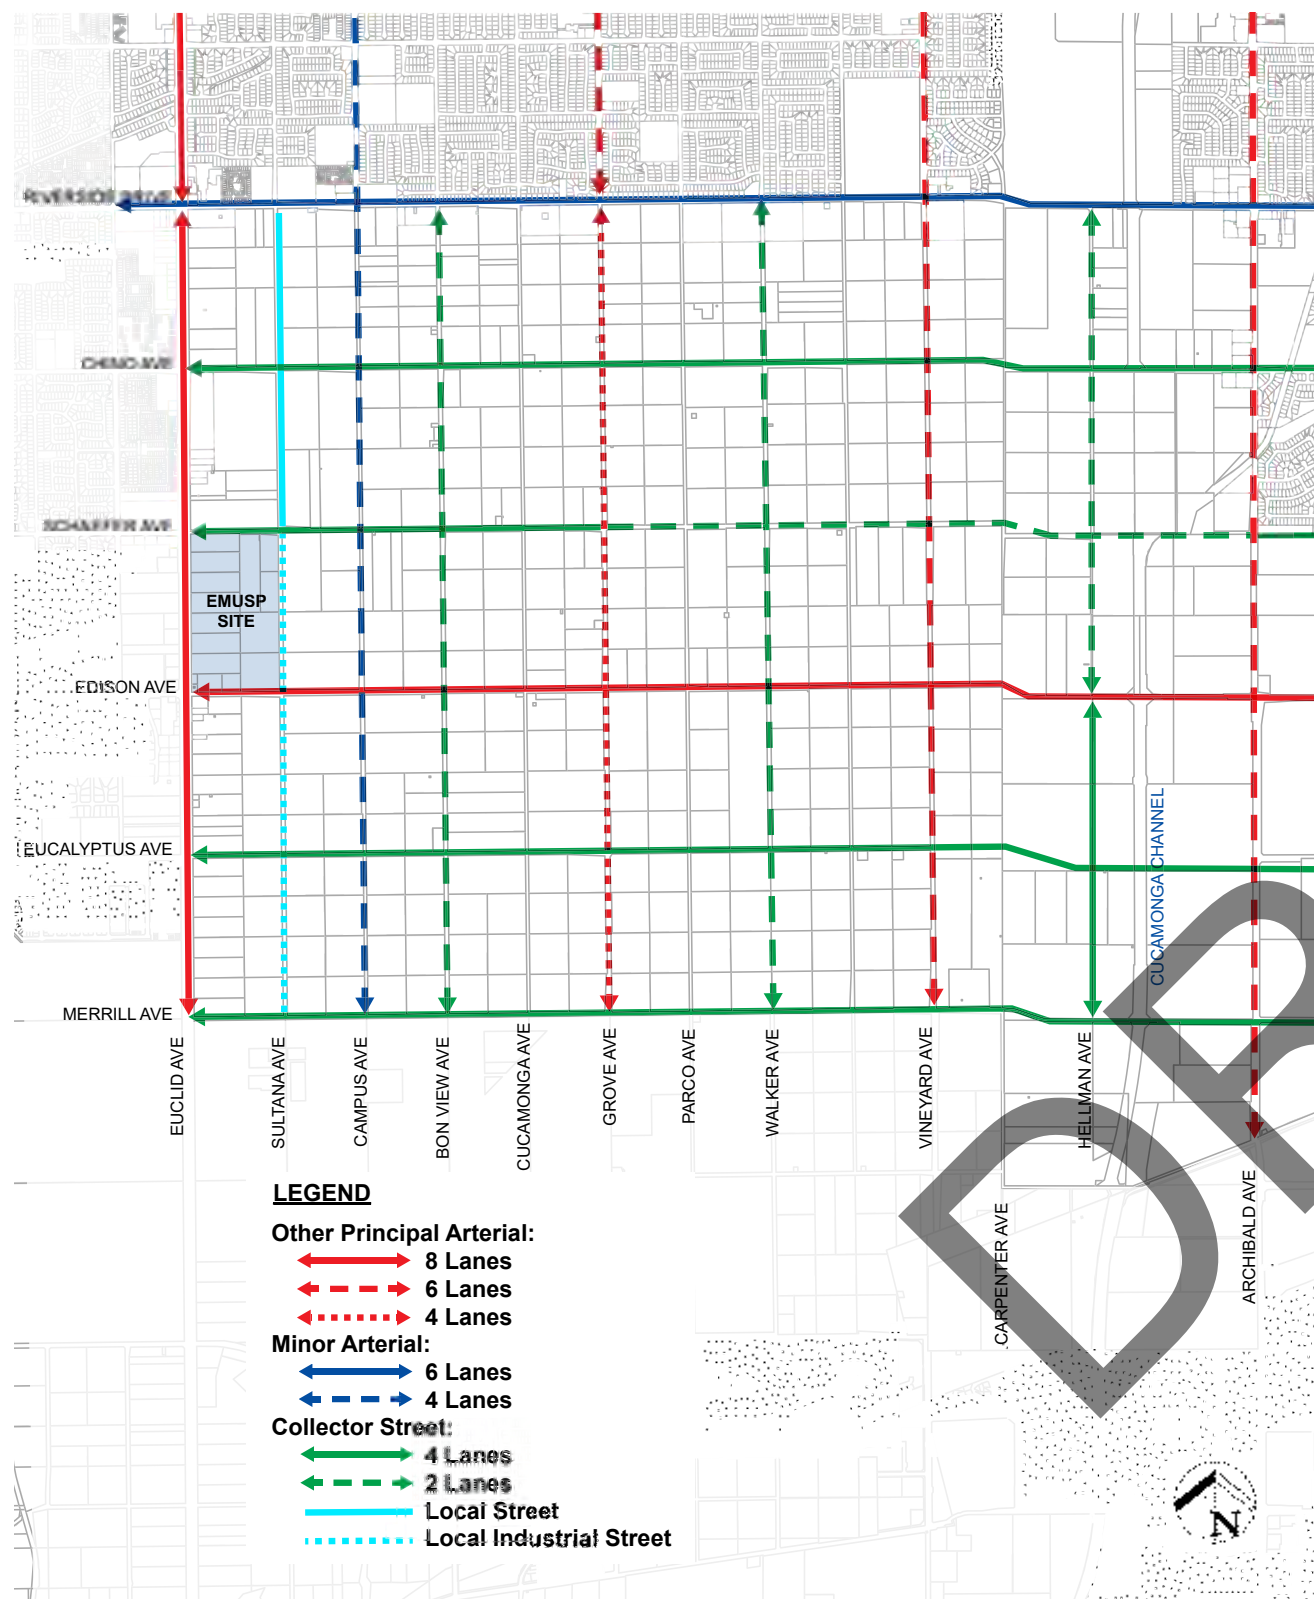 RIVERSIDE DRIVE
CHINO AVE
SCHAEFER AVE
EMUSP
SITE
EDISON AVE
EUCALYPTUS AVE
CUCAMONGA CHANNEL
MERRILL AVE
EUCLID AVE
SULTANA AVE
CAMPUS AVE
BON VIEW AVE
CUCAMONGA AVE
GROVE AVE
PARCO AVE
WALKER AVE
VINEYARD AVE
HELLMAN AVE
CARPENTER AVE
ARCHIBALD AVE
LEGEND
Other Principal Arterial:
8 Lanes
6 Lanes
4 Lanes
Minor Arterial:
6 Lanes
4 Lanes
Collector Street:
4 Lanes
2 Lanes
Local Street
Local Industrial Street
N
DR